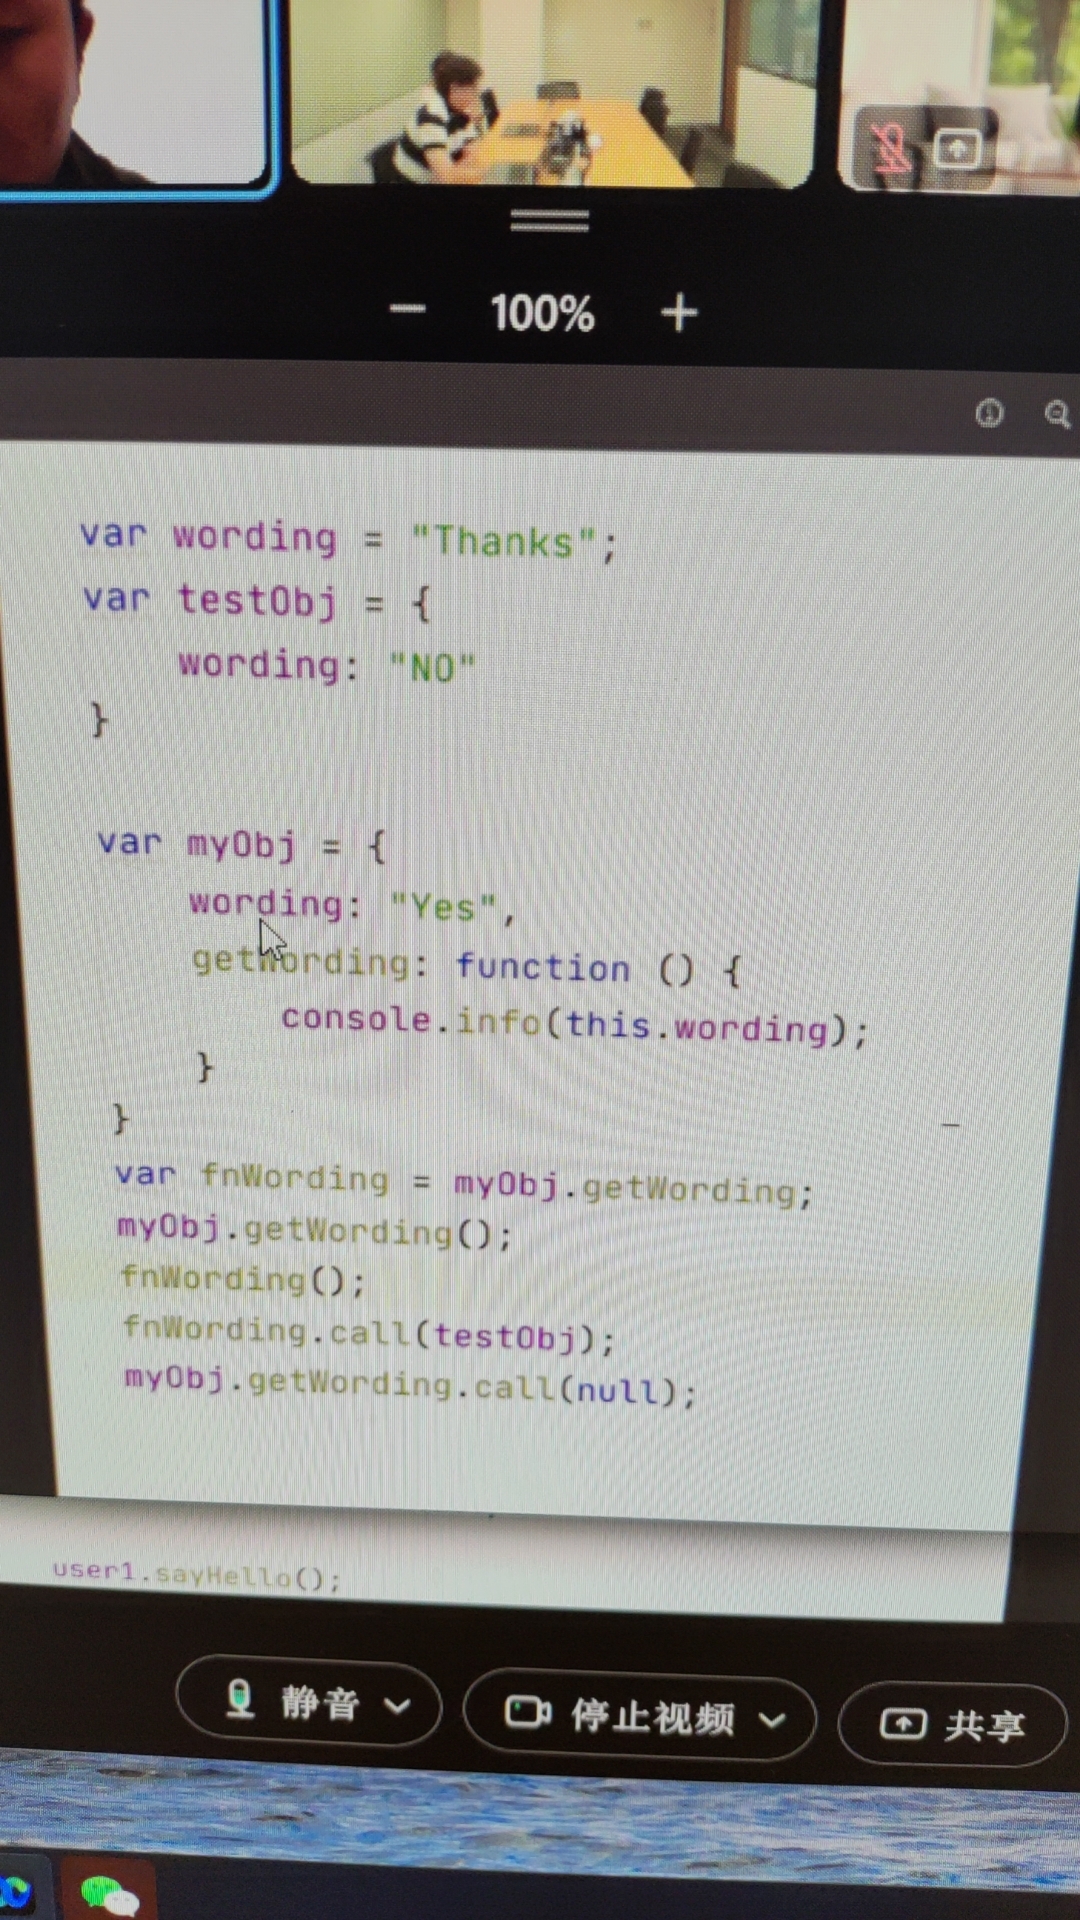 100%
var wording = "Thanks";
var testObj = {
    wording: "NO"
}
var myObj = {
    wording: "Yes",
    getWording: function () {
        console.info(this.wording);
    }
}
var fnWording = myObj.getWording;
myObj.getWording();
fnWording();
fnWording.call(testObj);
myObj.getWording.call(null);
user1.sayHello();
静音 停止视频 共享